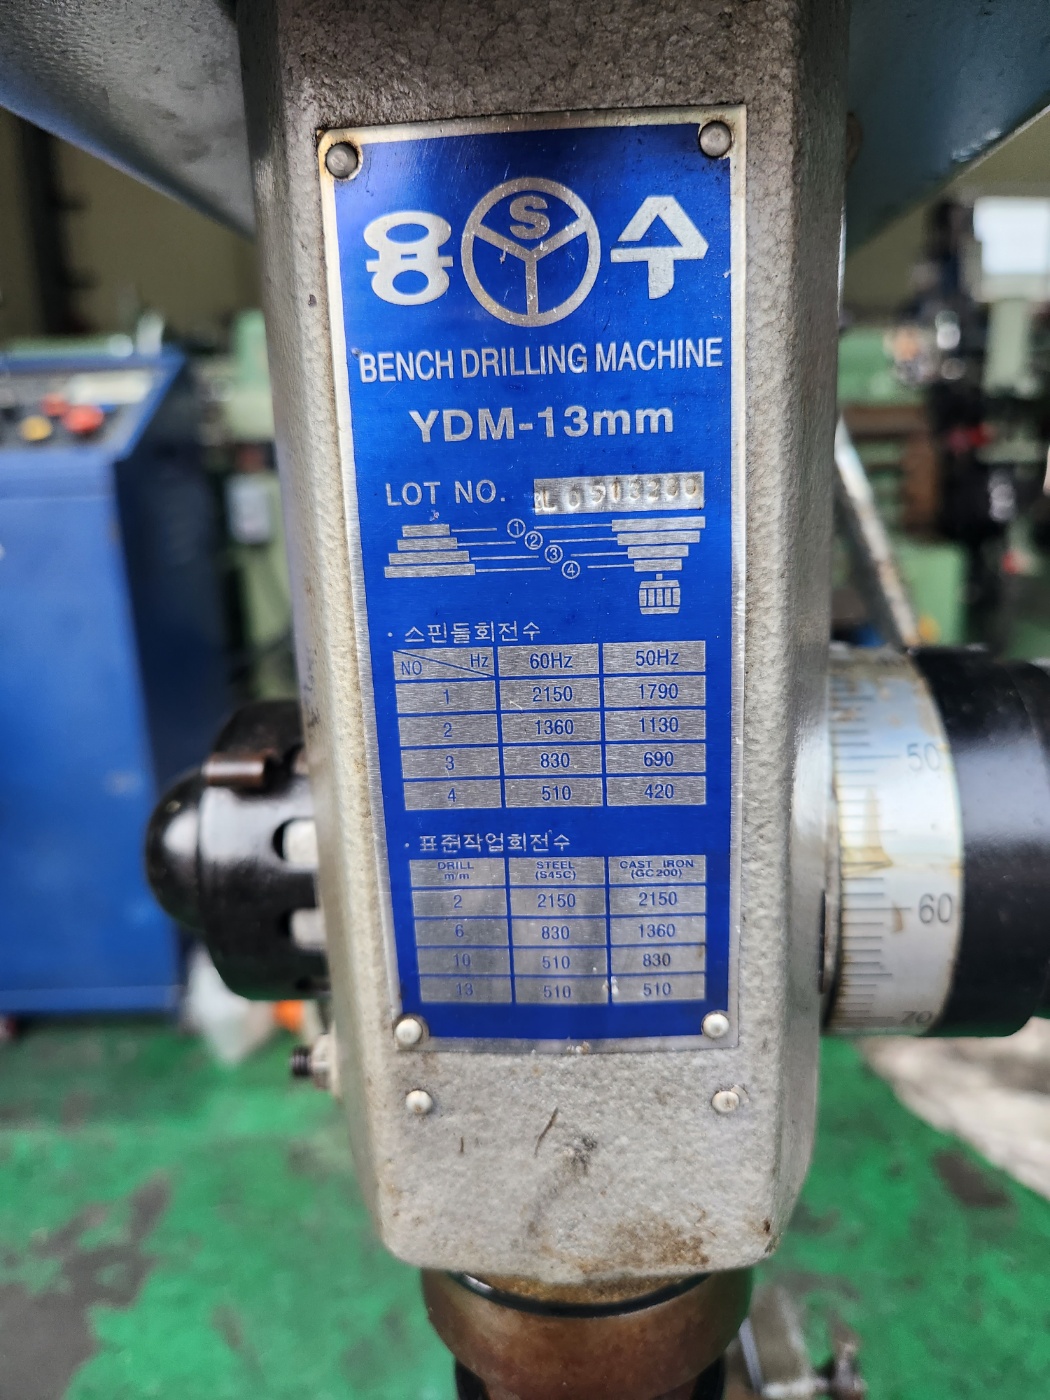 용 S Y 수
BENCH DRILLING MACHINE
YDM-13mm
LOT NO.
①
②
③
④
· 스핀들회전수
NO Hz 60Hz 50Hz
1 2150 1790
2 1360 1130
3 830 690
4 510 420
· 표준작업회전수
DRILL m/m STEEL (S45C) CAST IRON (GC200)
2 2150 2150
6 830 1360
10 510 830
13 510 510
50
60
70